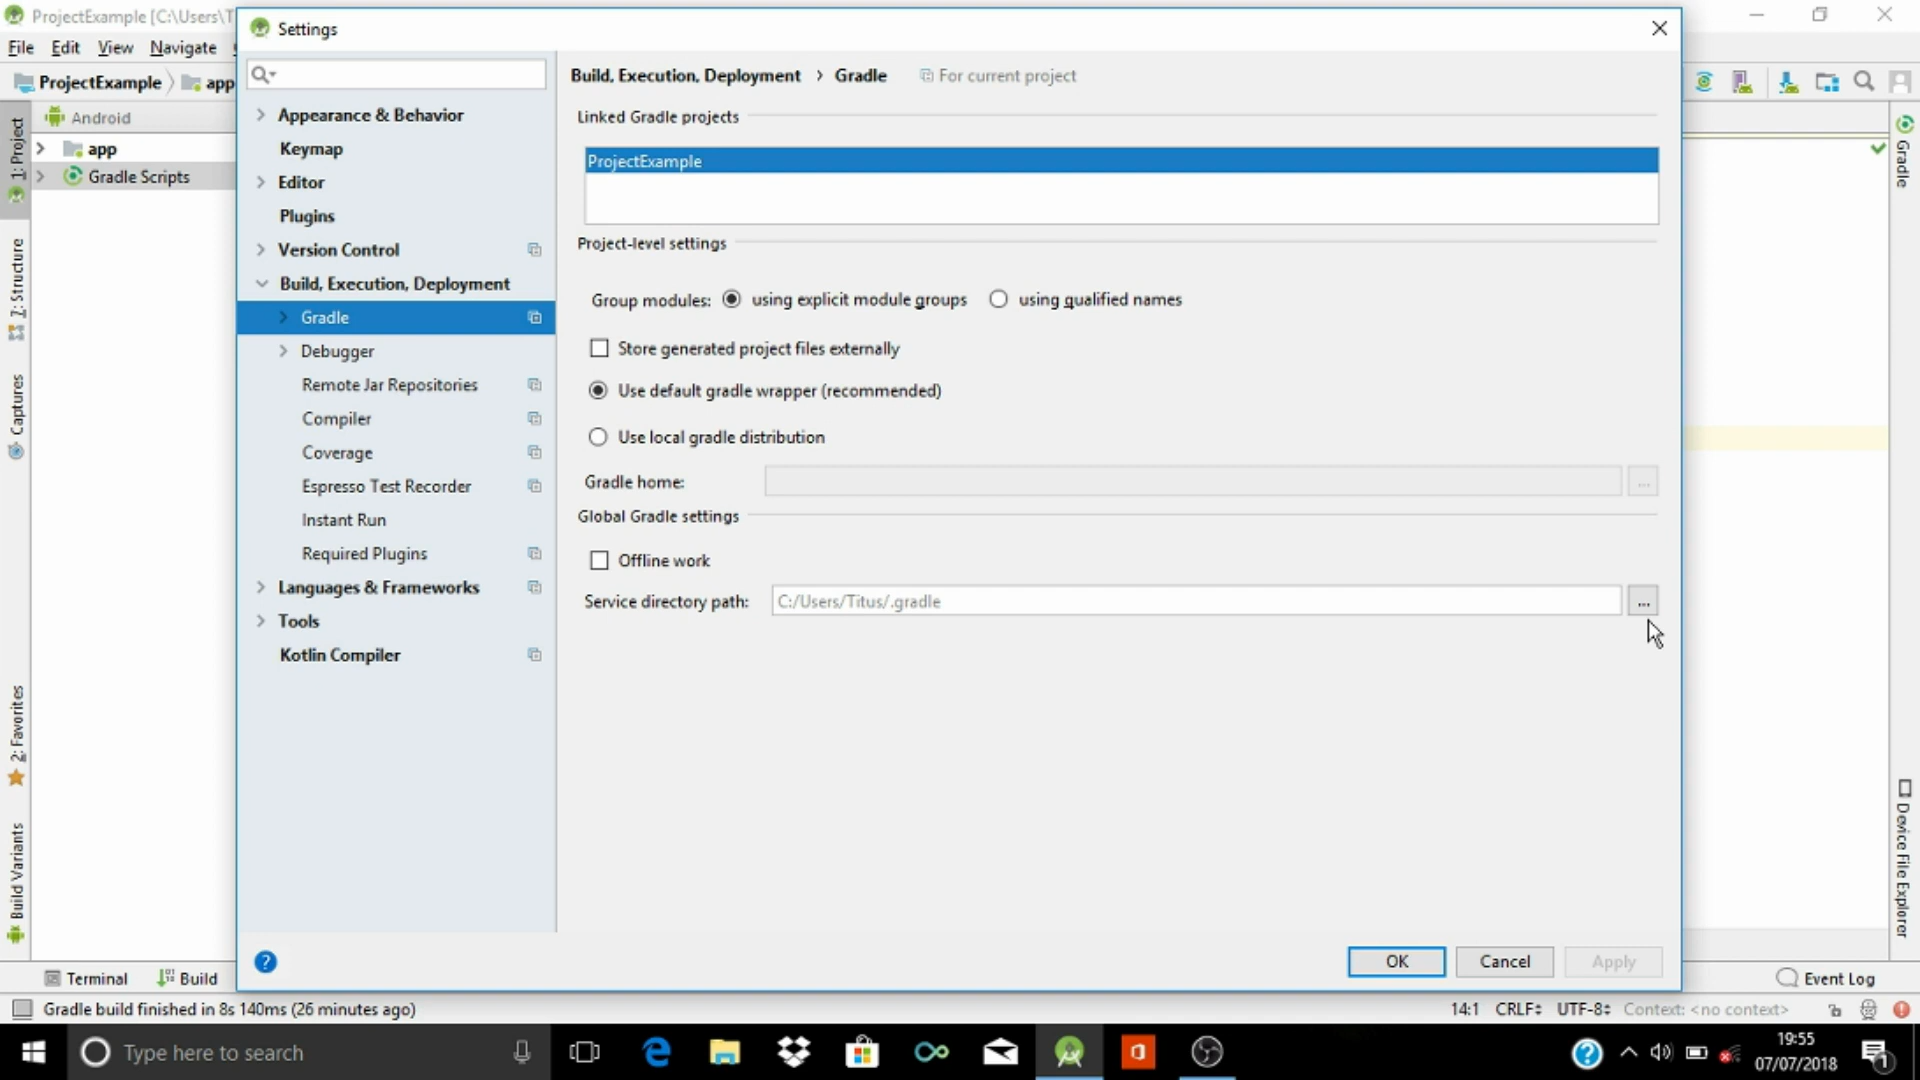 ProjectExample [C:\Users\T
File Edit View Navigate
ProjectExample app
Android
app
Gradle Scripts
1: Project
7: Structure
Captures
2: Favorites
Build Variants
Settings
Appearance & Behavior
Keymap
Editor
Plugins
Version Control
Build, Execution, Deployment
Gradle
Debugger
Remote Jar Repositories
Compiler
Coverage
Espresso Test Recorder
Instant Run
Required Plugins
Languages & Frameworks
Tools
Kotlin Compiler
Build, Execution, Deployment › Gradle For current project
Linked Gradle projects
ProjectExample
Project-level settings
Group modules: using explicit module groups using qualified names
Store generated project files externally
Use default gradle wrapper (recommended)
Use local gradle distribution
Gradle home: ...
Global Gradle settings
Offline work
Service directory path: C:/Users/Titus/.gradle ...
? OK Cancel Apply
Gradle
Device File Explorer
Terminal Build Event Log
Gradle build finished in 8s 140ms (26 minutes ago) 14:1 CRLF UTF-8 Context: <no context>
Type here to search
19:55
07/07/2018
1